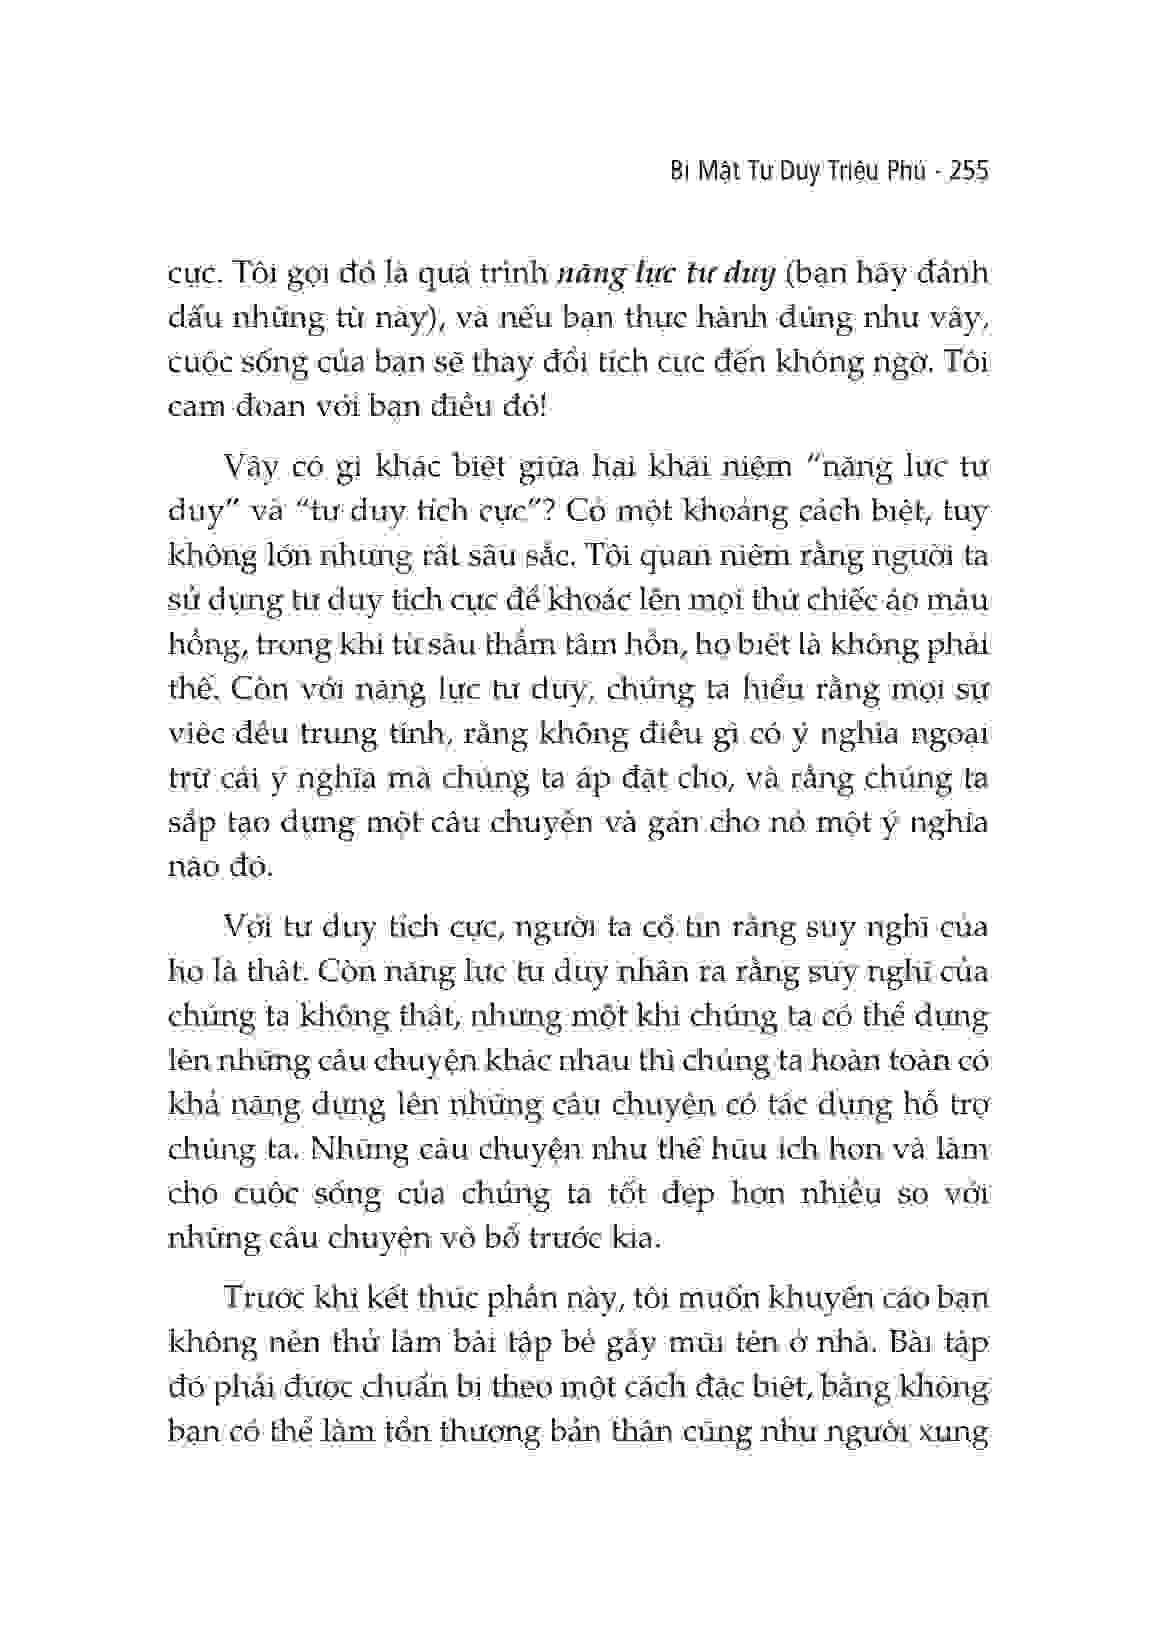 Bí Mật Tư Duy Triệu Phú - 255
cực. Tôi gọi đó là quá trình năng lực tư duy (bạn hãy đánh
dấu những từ này), và nếu bạn thực hành đúng như vậy,
cuộc sống của bạn sẽ thay đổi tích cực đến không ngờ. Tôi
cam đoan với bạn điều đó!
Vậy có gì khác biệt giữa hai khái niệm “năng lực tư
duy” và “tư duy tích cực”? Có một khoảng cách biệt, tuy
không lớn nhưng rất sâu sắc. Tôi quan niệm rằng người ta
sử dụng tư duy tích cực để khoác lên mọi thứ chiếc áo màu
hồng, trong khi từ sâu thẳm tâm hồn, họ biết là không phải
thế. Còn với năng lực tư duy, chúng ta hiểu rằng mọi sự
việc đều trung tính, rằng không điều gì có ý nghĩa ngoại
trừ cái ý nghĩa mà chúng ta áp đặt cho, và rằng chúng ta
sắp tạo dựng một câu chuyện và gán cho nó một ý nghĩa
nào đó.
Với tư duy tích cực, người ta cố tin rằng suy nghĩ của
họ là thật. Còn năng lực tư duy nhận ra rằng suy nghĩ của
chúng ta không thật, nhưng một khi chúng ta có thể dựng
lên những câu chuyện khác nhau thì chúng ta hoàn toàn có
khả năng dựng lên những câu chuyện có tác dụng hỗ trợ
chúng ta. Những câu chuyện như thế hữu ích hơn và làm
cho cuộc sống của chúng ta tốt đẹp hơn nhiều so với
những câu chuyện vô bổ trước kia.
Trước khi kết thúc phần này, tôi muốn khuyến cáo bạn
không nên thử làm bài tập bẻ gãy mũi tên ở nhà. Bài tập
đó phải được chuẩn bị theo một cách đặc biệt, bằng không
bạn có thể làm tổn thương bản thân cũng như người xung